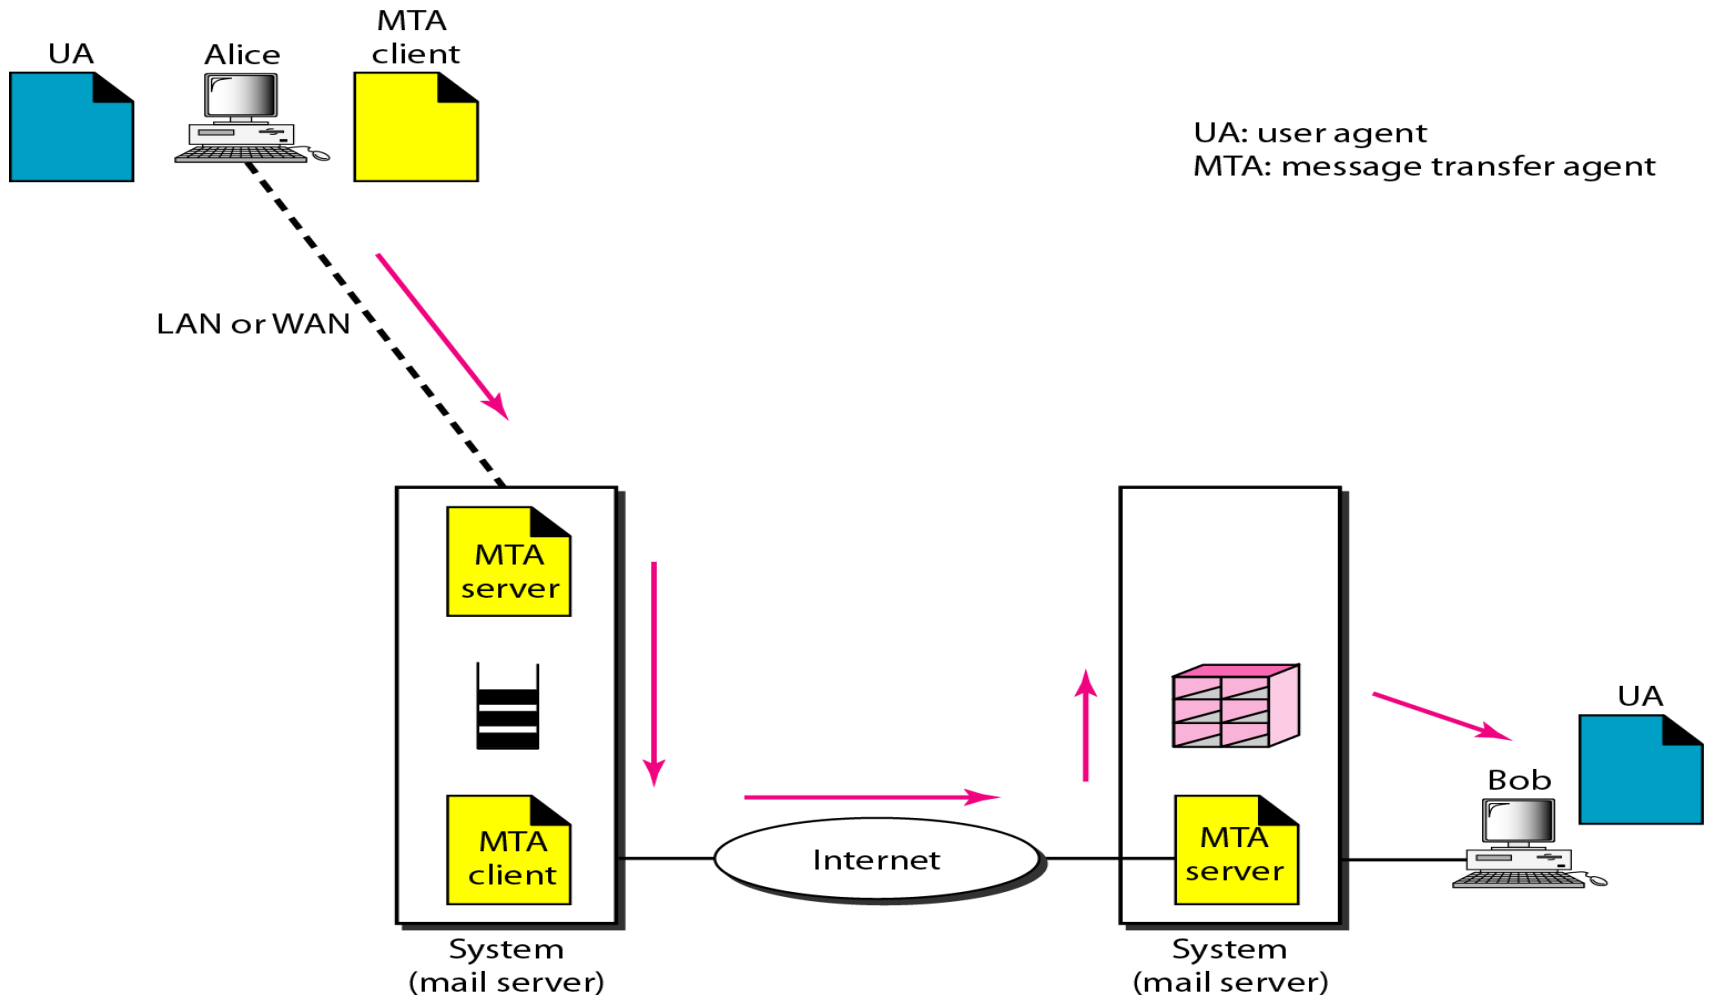 MTA
client
UA
Alice
UA: user agent
MTA: message transfer agent
LAN or WAN
MTA
server
MTA
client
System
(mail server)
Internet
MTA
server
System
(mail server)
UA
Bob